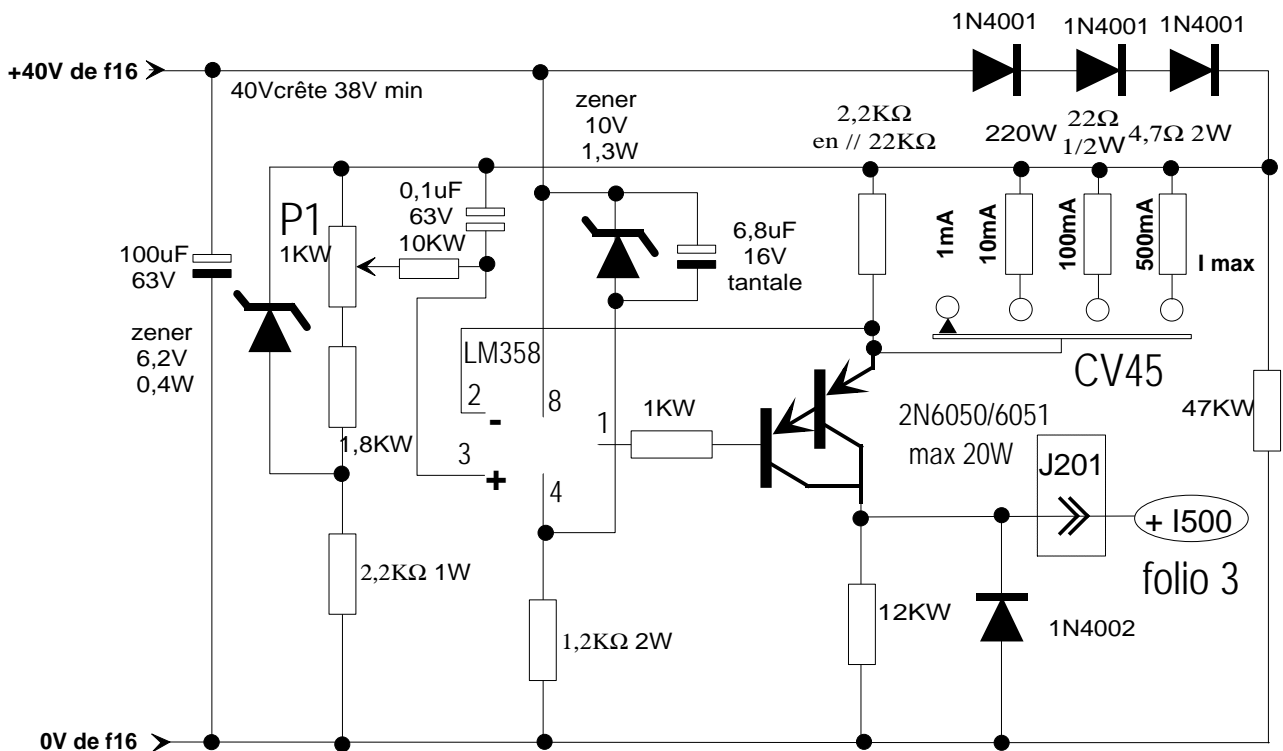 1N4001
1N4001
1N4001
+40V de f16
40Vcrête 38V min
zener
10V
1,3W
2,2KΩ
en // 22KΩ
220W
22Ω
1/2W
4,7Ω 2W
P1
1KW
0,1uF
63V
10KW
6,8uF
16V
tantale
1mA
10mA
100mA
500mA
I max
100uF
63V
zener
6,2V
0,4W
LM358
2
-
8
3
+
1
4
1KW
CV45
2N6050/6051
max 20W
47KW
1,8KW
J201
+ I500
folio 3
2,2KΩ 1W
1,2KΩ 2W
12KW
1N4002
0V de f16